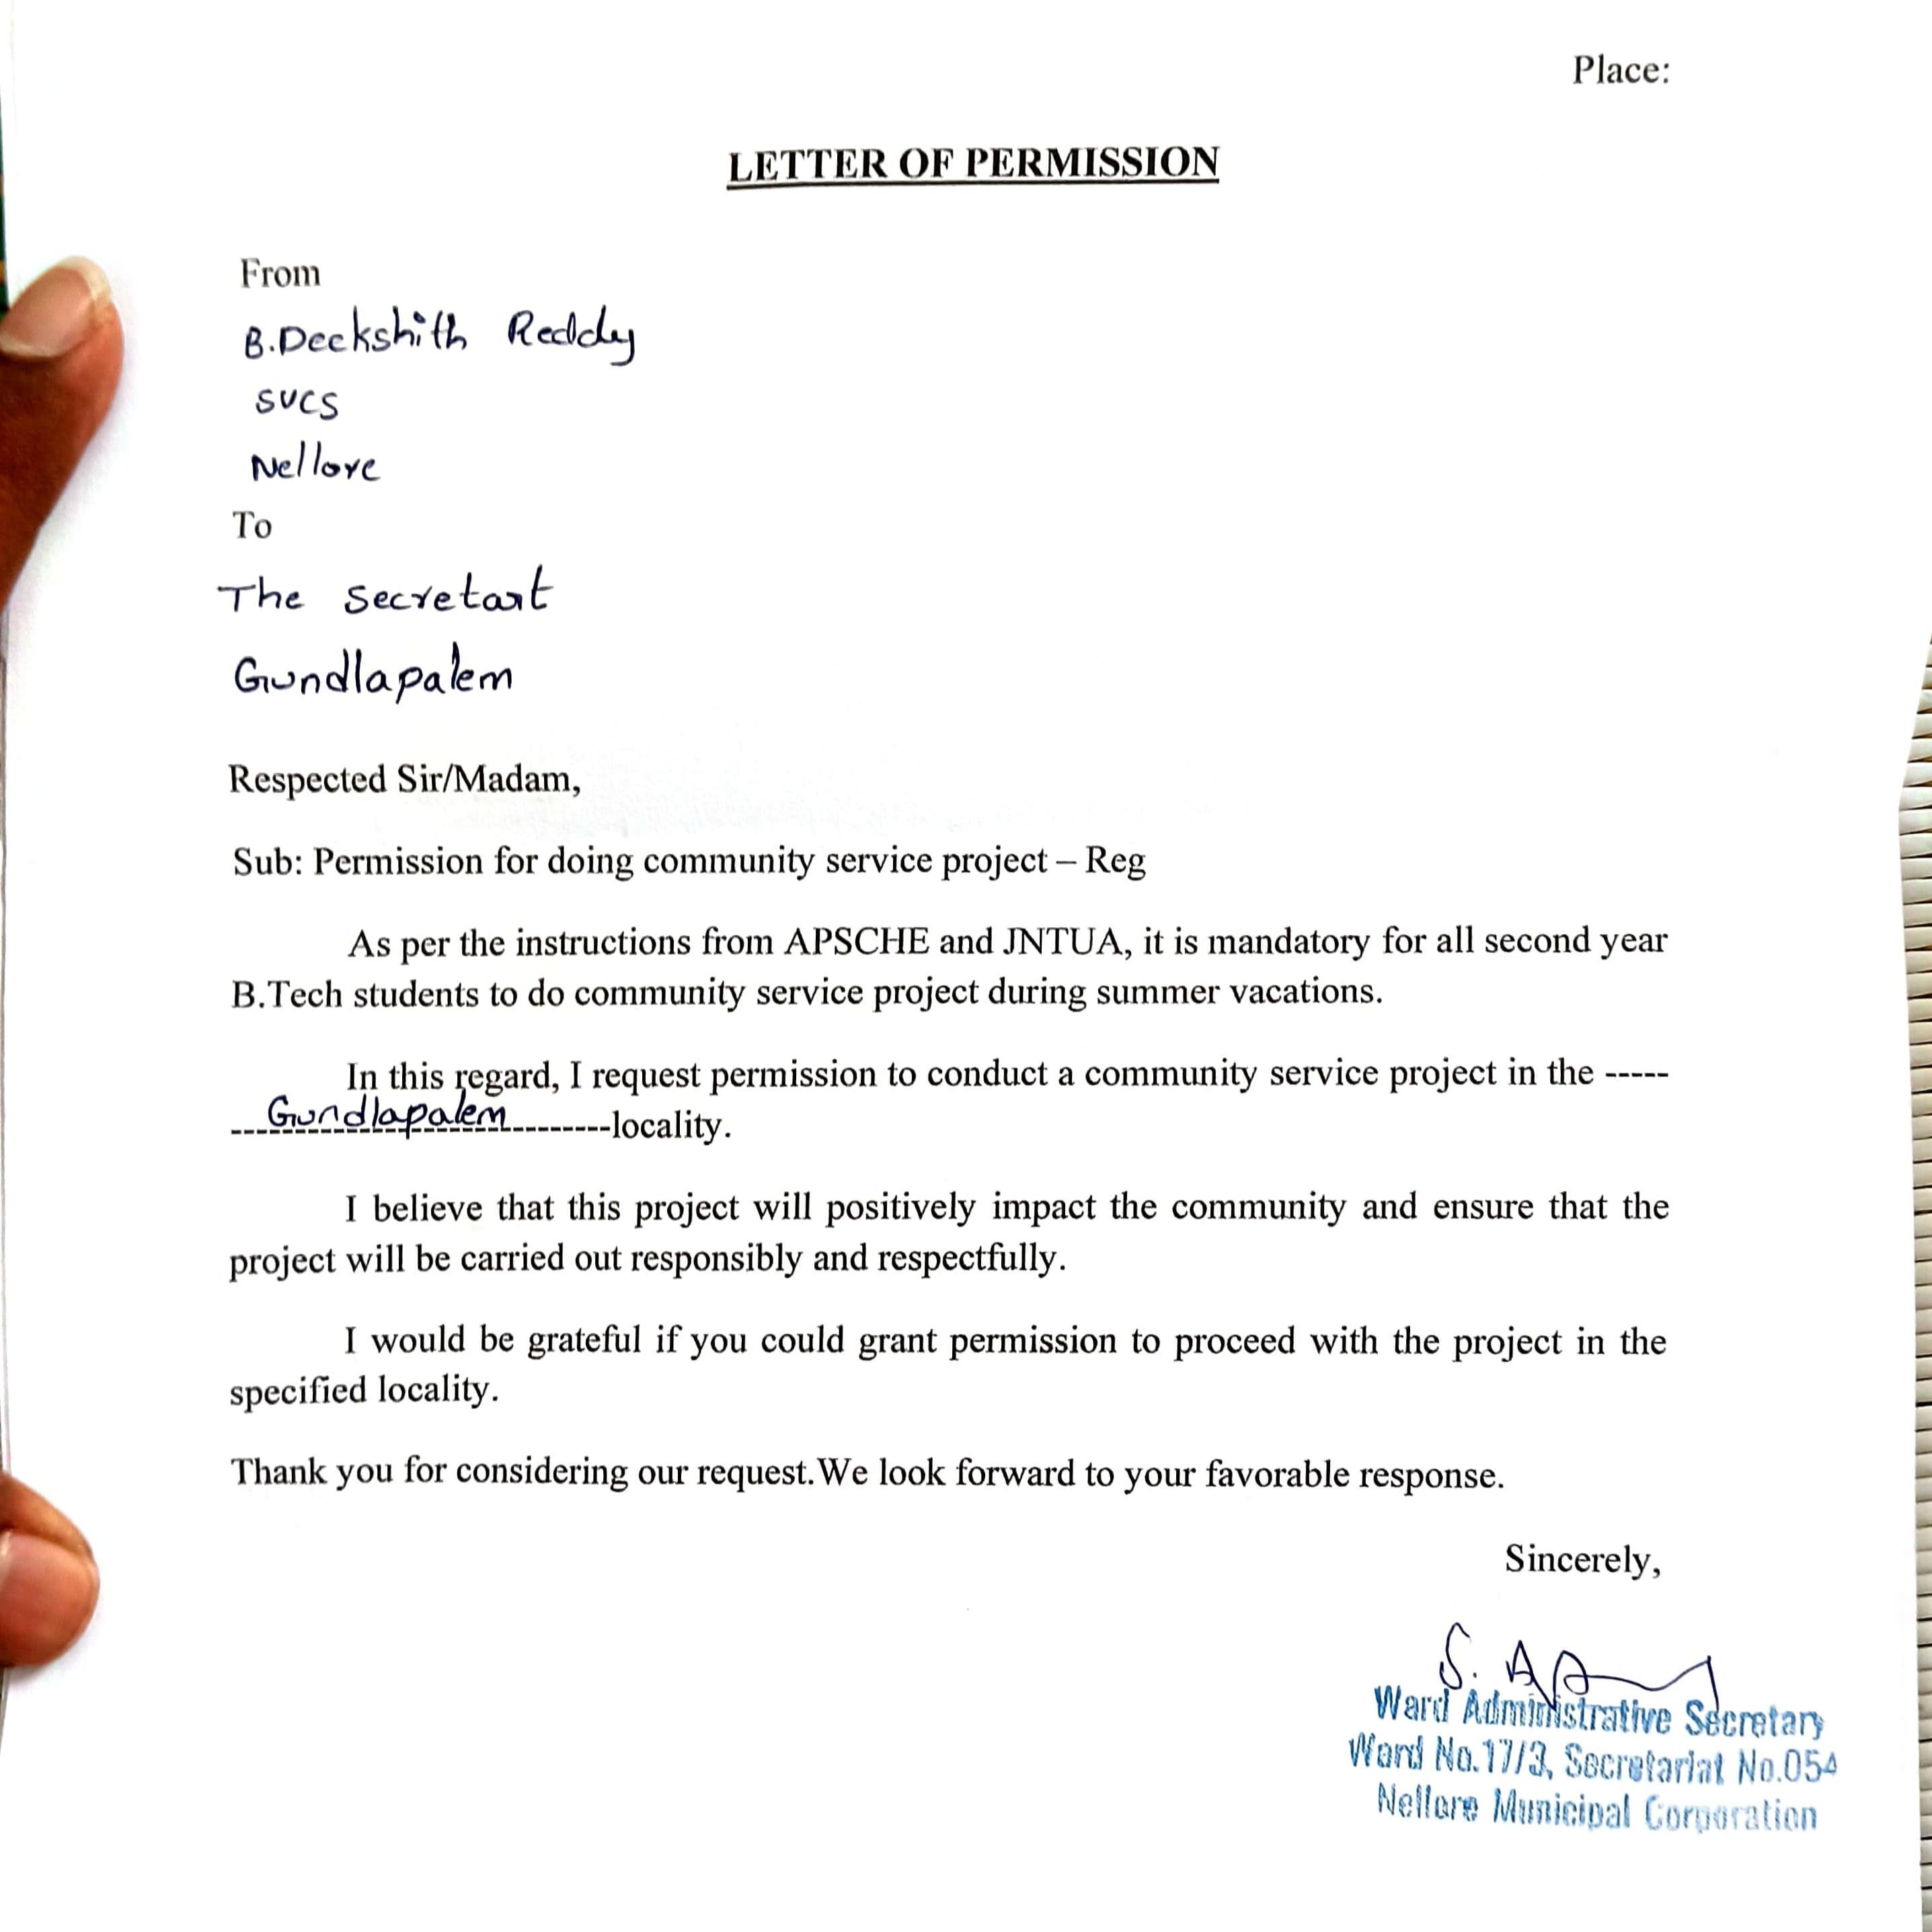 Place:
LETTER OF PERMISSION
From
B.Deekshith Reddy
SVCS
Nellore
To
The secretart
Gundlapalem
Respected Sir/Madam,
Sub: Permission for doing community service project – Reg
As per the instructions from APSCHE and JNTUA, it is mandatory for all second year
B.Tech students to do community service project during summer vacations.
In this regard, I request permission to conduct a community service project in the -----
---Gundlapalem--------locality.
I believe that this project will positively impact the community and ensure that the
project will be carried out responsibly and respectfully.
I would be grateful if you could grant permission to proceed with the project in the
specified locality.
Thank you for considering our request.We look forward to your favorable response.
Sincerely,
Ward Administrative Secretary
Ward No.17/3, Secretariat No.054
Nellore Municipal Corporation